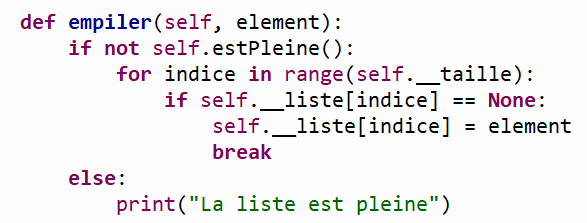 def empiler(self, element):
    if not self.estPleine():
        for indice in range(self.__taille):
            if self.__liste[indice] == None:
                self.__liste[indice] = element
                break
    else:
        print("La liste est pleine")